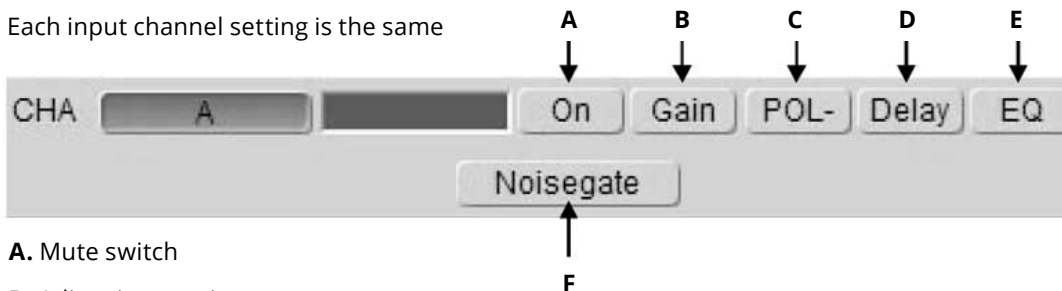 Each input channel setting is the same
A B C D E
CHA A On Gain POL- Delay EQ
Noisegate
A. Mute switch
F